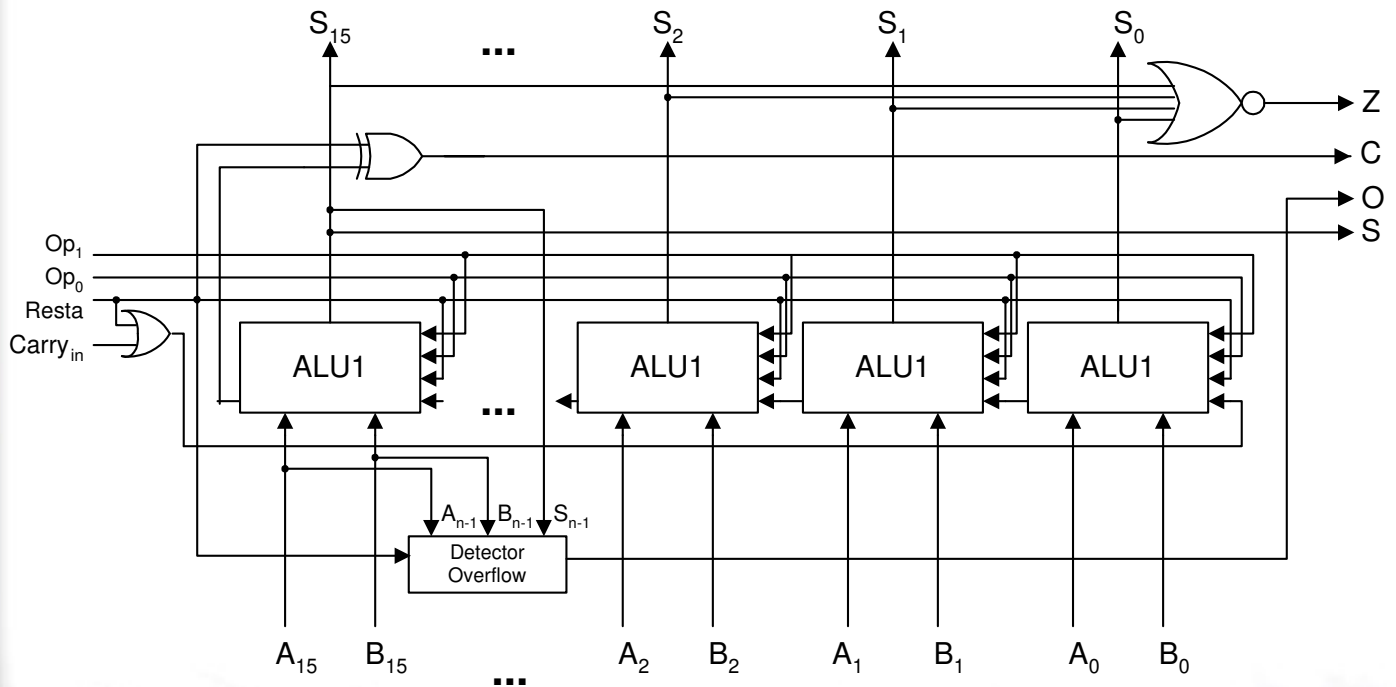 S15 ... S2 S1 S0
Z
C
O
S
Op1
Op0
Resta
Carryin
ALU1 ... ALU1 ALU1 ALU1
An-1 Bn-1 Sn-1
Detector
Overflow
A15 B15 ... A2 B2 A1 B1 A0 B0